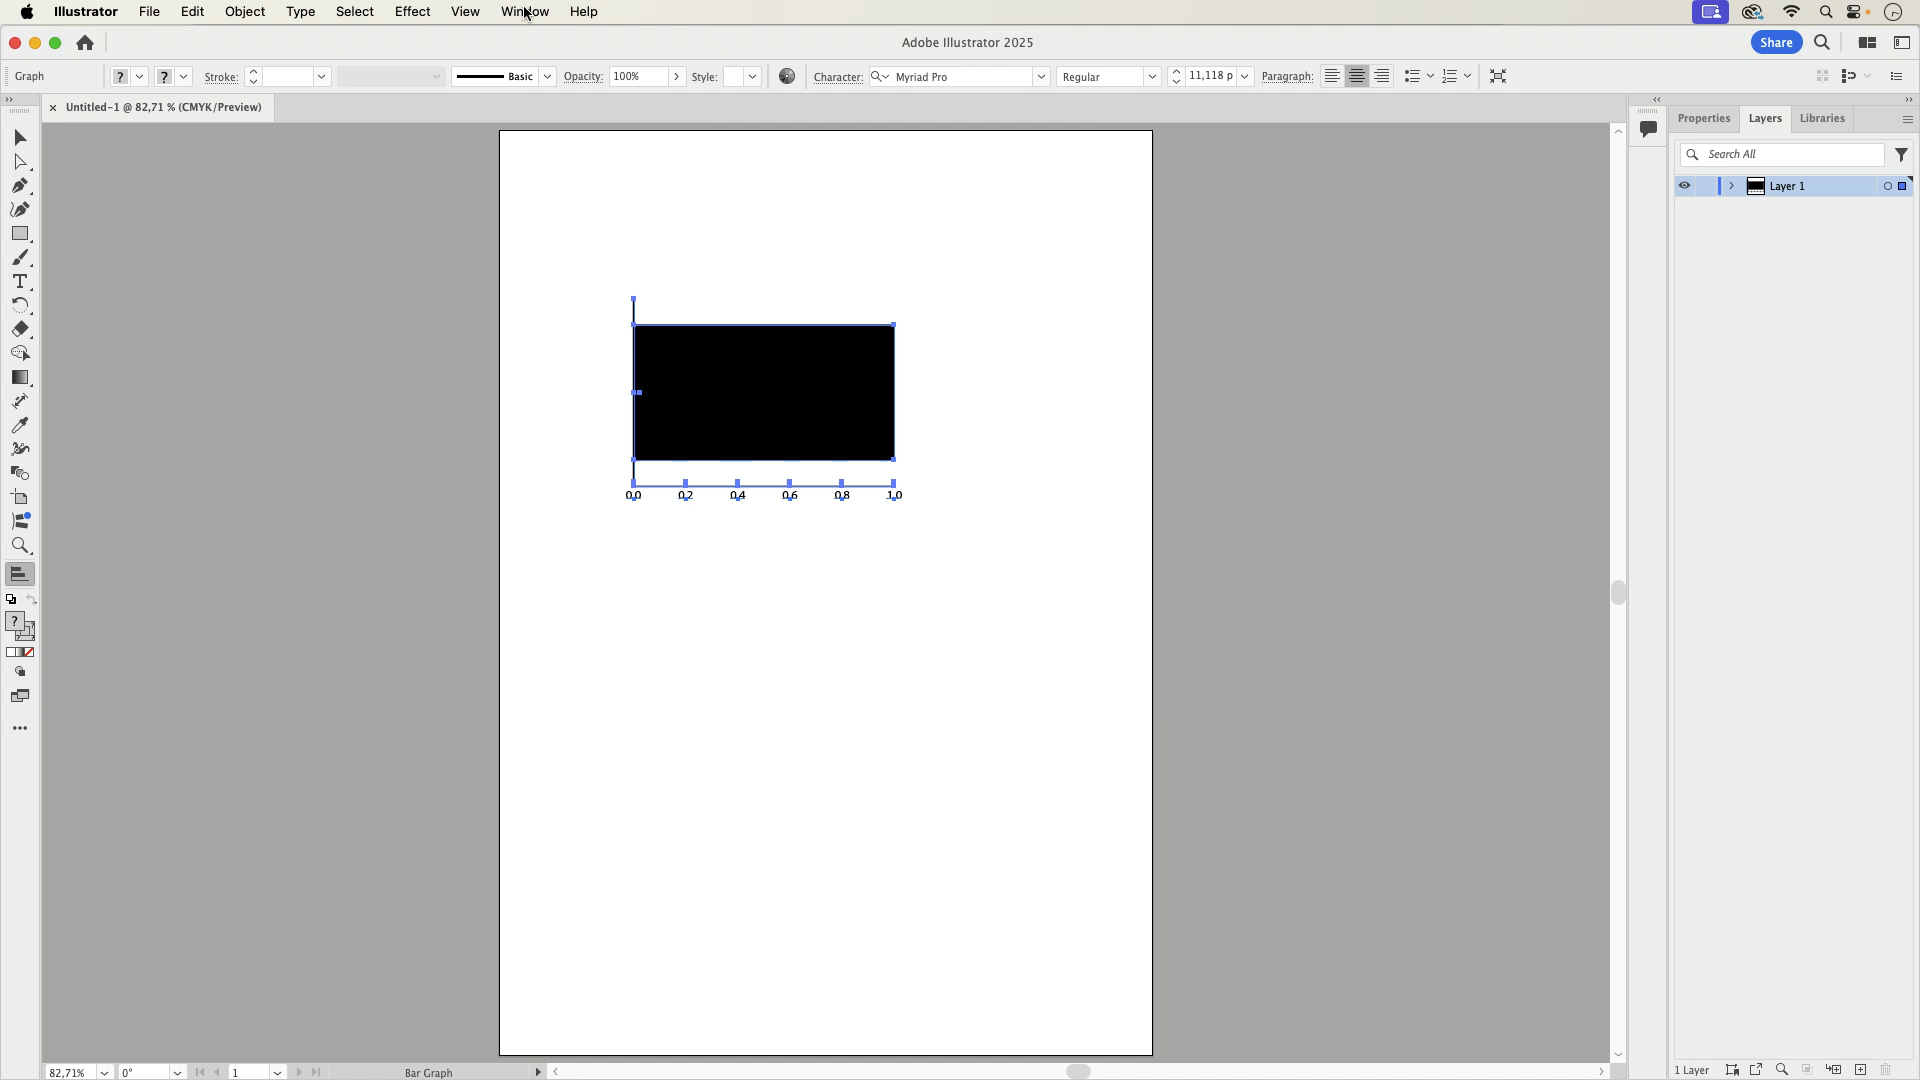 Illustrator File Edit Object Type Select Effect View Window Help
Adobe Illustrator 2025
Share
Graph ? ? Stroke: Basic Opacity: 100% Style: Character: Myriad Pro Regular 11,118 p Paragraph:
Untitled-1 @ 82,71 % (CMYK/Preview)
Properties Layers Libraries
Search All
Layer 1
0.0 0.2 0.4 0.6 0.8 1.0
?
82,71% 0° 1 Bar Graph
1 Layer